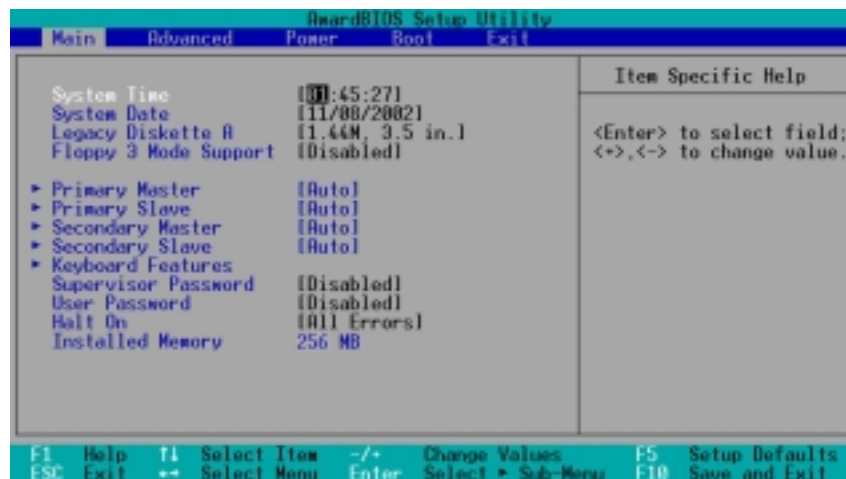 AwardBIOS Setup Utility
Main Advanced Power Boot Exit
Item Specific Help
System Time [01:45:27]
System Date [11/08/2002]
Legacy Diskette A [1.44M, 3.5 in.]
Floppy 3 Mode Support [Disabled]
<Enter> to select field;
<+>,<-> to change value.
► Primary Master [Auto]
► Primary Slave [Auto]
► Secondary Master [Auto]
► Secondary Slave [Auto]
► Keyboard Features
Supervisor Password [Disabled]
User Password [Disabled]
Halt On [All Errors]
Installed Memory 256 MB
F1 Help ↑↓ Select Item -/+ Change Values F5 Setup Defaults
ESC Exit ←→ Select Menu Enter Select ► Sub-Menu F10 Save and Exit